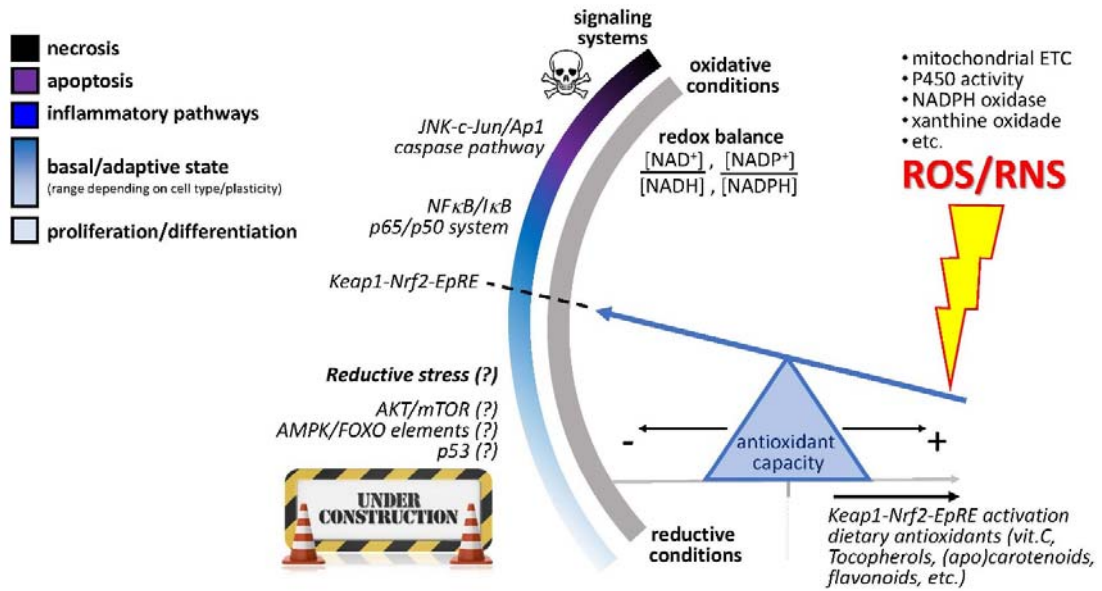 necrosis
apoptosis
inflammatory pathways
basal/adaptive state
(range depending on cell type/plasticity)
proliferation/differentiation
signaling
systems
oxidative
conditions
JNK-c-Jun/Ap1
caspase pathway
redox balance
[NAD⁺] , [NADP⁺]
[NADH] , [NADPH]
NFκB/IκB
p65/p50 system
Keap1-Nrf2-EpRE
• mitochondrial ETC
• P450 activity
• NADPH oxidase
• xanthine oxidade
• etc.
ROS/RNS
Reductive stress (?)
AKT/mTOR (?)
AMPK/FOXO elements (?)
p53 (?)
UNDER
CONSTRUCTION
reductive
conditions
- +
antioxidant
capacity
Keap1-Nrf2-EpRE activation
dietary antioxidants (vit.C,
Tocopherols, (apo)carotenoids,
flavonoids, etc.)